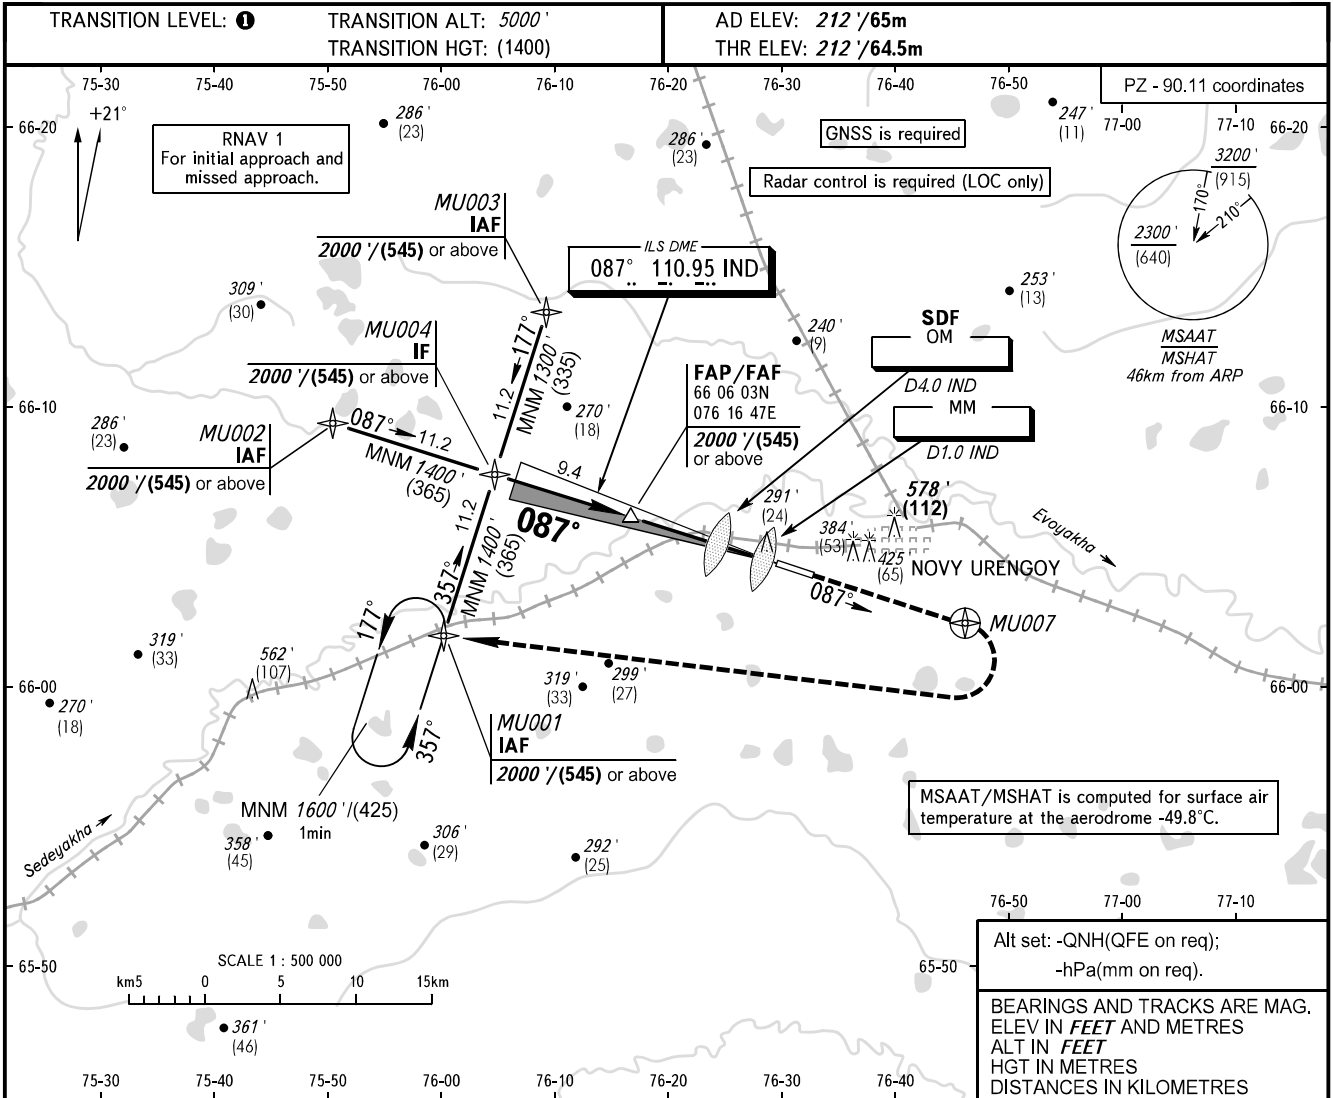 TRANSITION LEVEL: ❶
TRANSITION ALT: 5000 '
TRANSITION HGT: (1400)
AD ELEV: 212 '/65m
THR ELEV: 212 '/64.5m
75-30 75-40 75-50 76-00 76-10 76-20 76-30 76-40 76-50
PZ - 90.11 coordinates
77-00 77-10
66-20 66-20
+21°
RNAV 1
For initial approach and
missed approach.
286 '
(23)
286 '
(23)
GNSS is required
247 '
(11)
Radar control is required (LOC only)
3200 '
(915)
170°
210°
2300 '
(640)
MSAAT
MSHAT
46km from ARP
MU003
IAF
2000 '/(545) or above
ILS DME
087° 110.95 IND
309 '
(30)
253 '
(13)
240 '
(9)
MU004
IF
2000 '/(545) or above
177°
11.2
MNM 1300 '
(335)
SDF
OM
D4.0 IND
MM
D1.0 IND
FAP/FAF
66 06 03N
076 16 47E
2000 '/(545)
or above
66-10 66-10
286 '
(23)
MU002
IAF
2000 '/(545) or above
087°
11.2
MNM 1400 '
(365)
270 '
(18)
9.4
087°
291 '
(24)
578 '
(112)
384 '
(53)
425
(65)
NOVY URENGOY
Evoyakha
11.2
357°
MNM 1400 '
(365)
087°
MU007
177°
357°
319 '
(33)
562 '
(107)
270 '
(18)
319 '
(33)
299 '
(27)
66-00 66-00
MU001
IAF
2000 '/(545) or above
MNM 1600 '/(425)
1min
MSAAT/MSHAT is computed for surface air
temperature at the aerodrome -49.8°C.
Sedeyakha
358 '
(45)
306 '
(29)
292 '
(25)
76-50 77-00 77-10
SCALE 1 : 500 000
km5 0 5 10 15km
65-50 65-50
361 '
(46)
Alt set: -QNH(QFE on req);
-hPa(mm on req).
BEARINGS AND TRACKS ARE MAG.
ELEV IN FEET AND METRES
ALT IN FEET
HGT IN METRES
DISTANCES IN KILOMETRES
75-30 75-40 75-50 76-00 76-10 76-20 76-30 76-40